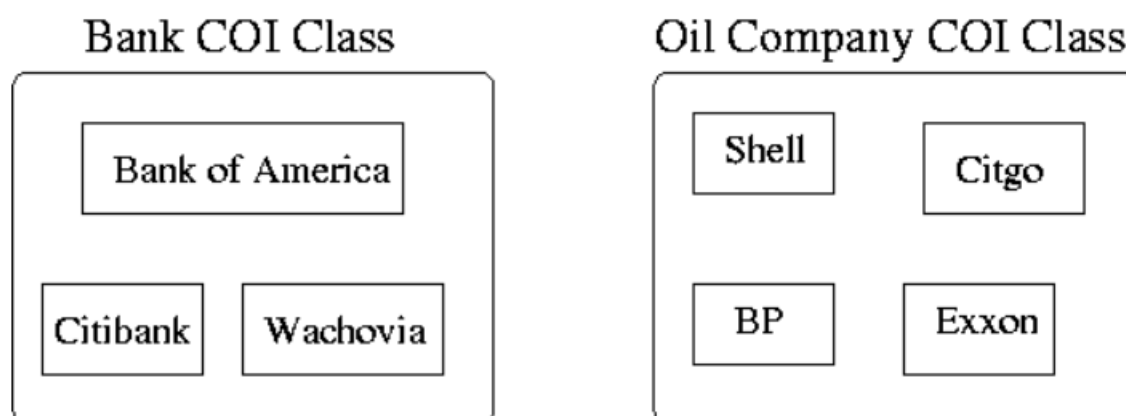 Bank COI Class
Oil Company COI Class
Bank of America
Citibank
Wachovia
Shell
Citgo
BP
Exxon